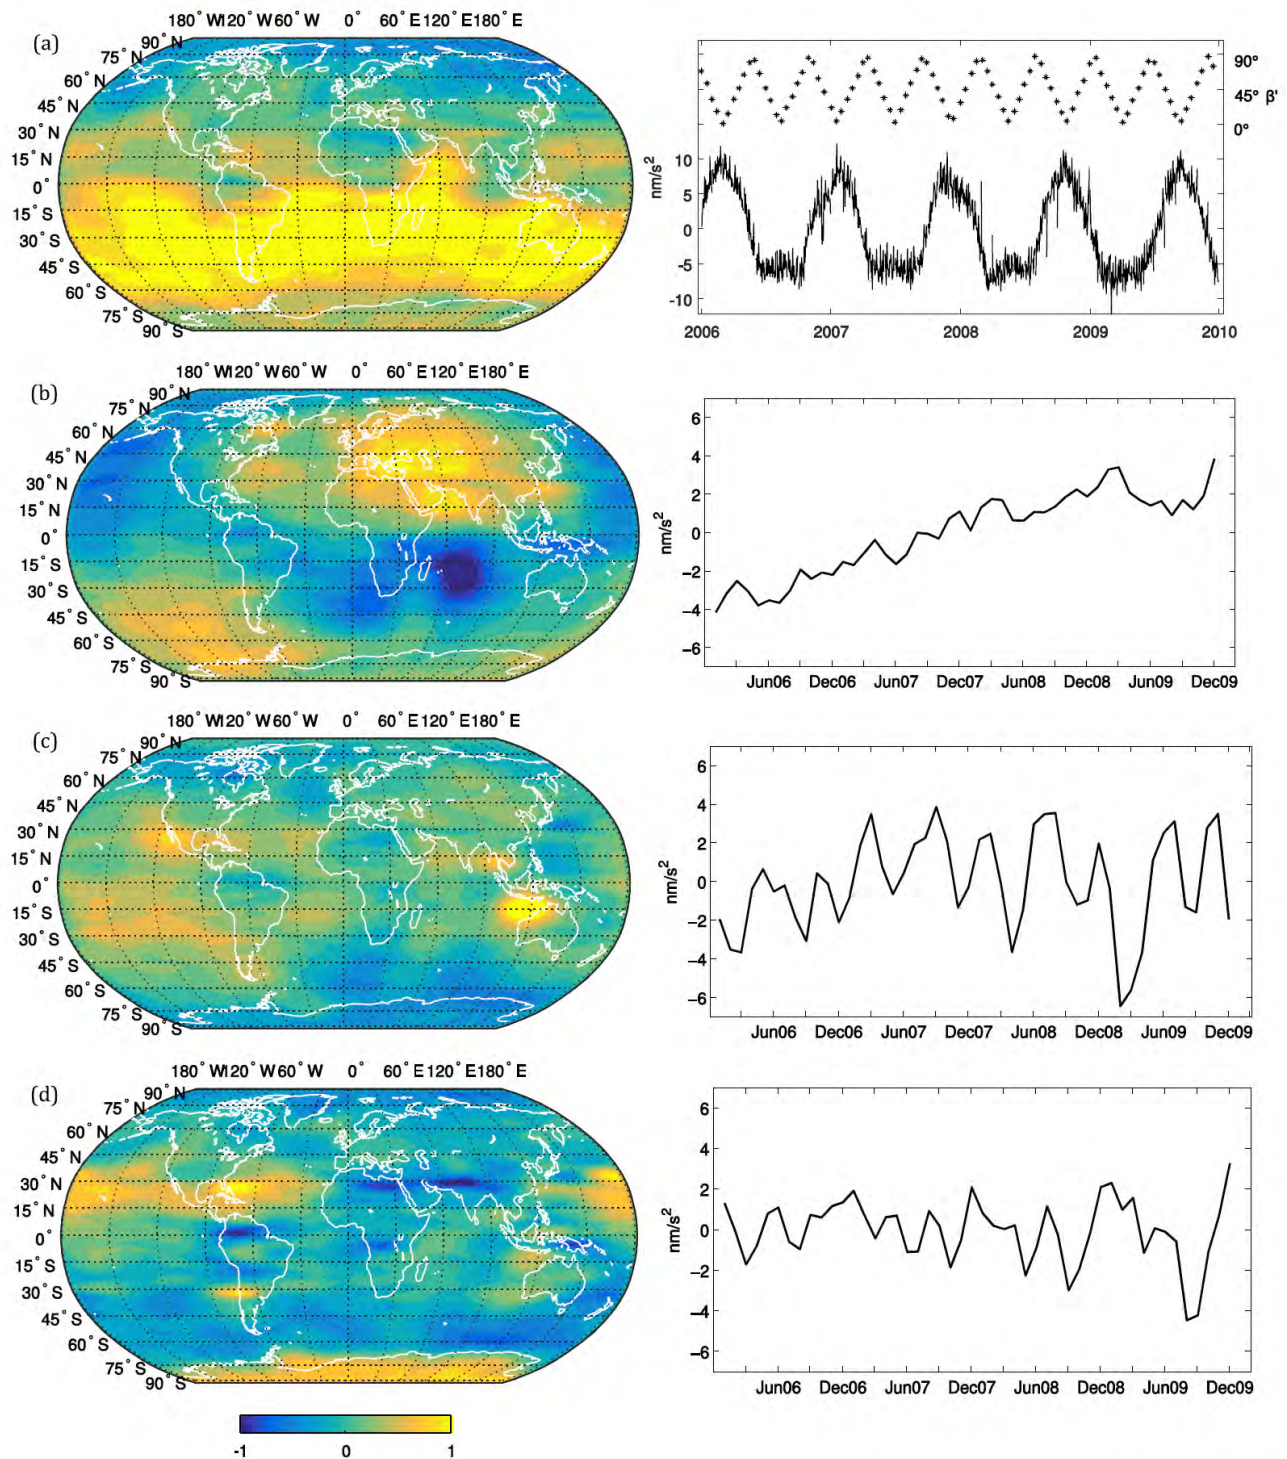 180°W120°W60°W 0° 60°E120°E180°E
(a)
90°N
75°N
60°N
45°N
30°N
15°N
0°
15°S
30°S
45°S
60°S
75°S
90°S
90°
45° β'
0°
nm/s²
10
5
0
-5
-10
2006 2007 2008 2009 2010
180°W120°W60°W 0° 60°E120°E180°E
(b)
90°N
75°N
60°N
45°N
30°N
15°N
0°
15°S
30°S
45°S
60°S
75°S
90°S
nm/s²
6
4
2
0
−2
−4
−6
Jun06 Dec06 Jun07 Dec07 Jun08 Dec08 Jun09 Dec09
180°W120°W60°W 0° 60°E120°E180°E
(c)
90°N
75°N
60°N
45°N
30°N
15°N
0°
15°S
30°S
45°S
60°S
75°S
90°S
nm/s²
6
4
2
0
−2
−4
−6
Jun06 Dec06 Jun07 Dec07 Jun08 Dec08 Jun09 Dec09
180°W120°W60°W 0° 60°E120°E180°E
(d)
90°N
75°N
60°N
45°N
30°N
15°N
0°
15°S
30°S
45°S
60°S
75°S
90°S
nm/s²
6
4
2
0
−2
−4
−6
Jun06 Dec06 Jun07 Dec07 Jun08 Dec08 Jun09 Dec09
-1 0 1